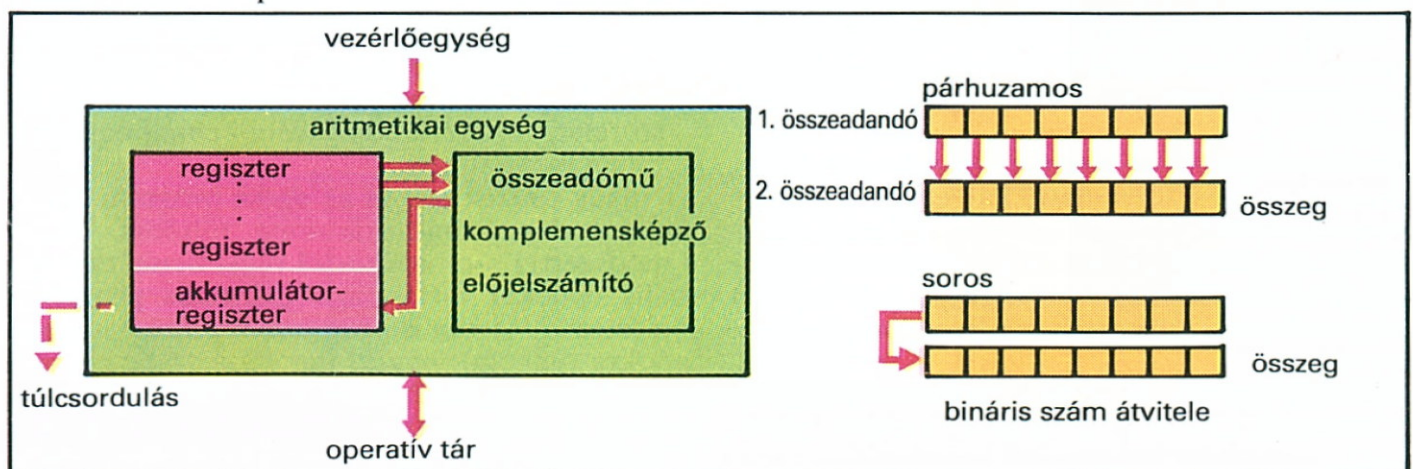 vezérlőegység
aritmetikai egység
regiszter
regiszter
akkumulátor-
regiszter
összeadómű
komplemensképző
előjelszámító
túlcsordulás
operatív tár
párhuzamos
1. összeadandó
2. összeadandó
összeg
soros
összeg
bináris szám átvitele